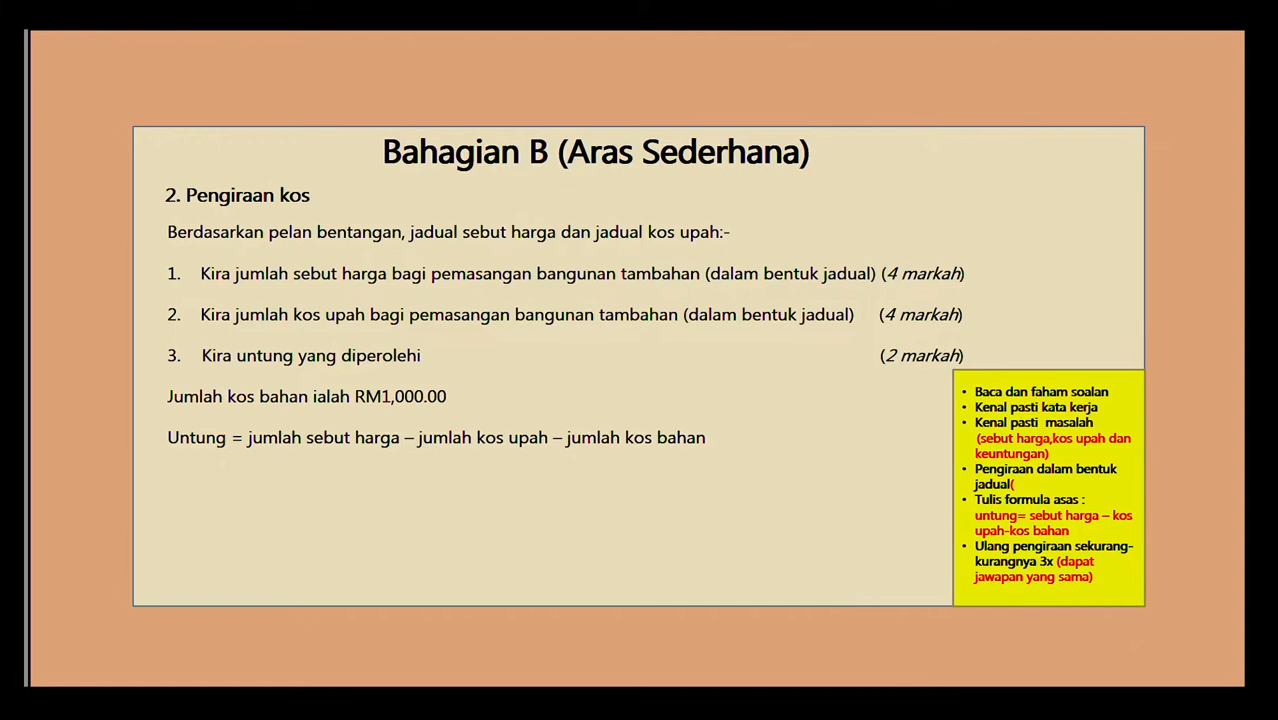 Bahagian B (Aras Sederhana)
2. Pengiraan kos
Berdasarkan pelan bentangan, jadual sebut harga dan jadual kos upah:-
1. Kira jumlah sebut harga bagi pemasangan bangunan tambahan (dalam bentuk jadual) (4 markah)
2. Kira jumlah kos upah bagi pemasangan bangunan tambahan (dalam bentuk jadual) (4 markah)
3. Kira untung yang diperolehi (2 markah)
Jumlah kos bahan ialah RM1,000.00
Untung = jumlah sebut harga – jumlah kos upah – jumlah kos bahan
• Baca dan faham soalan
• Kenal pasti kata kerja
• Kenal pasti masalah
(sebut harga,kos upah dan
keuntungan)
• Pengiraan dalam bentuk
jadual(
• Tulis formula asas :
untung= sebut harga – kos
upah-kos bahan
• Ulang pengiraan sekurang-
kurangnya 3x (dapat
jawapan yang sama)